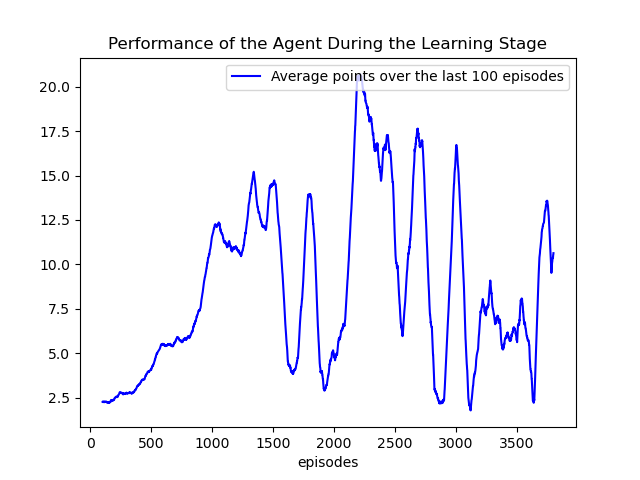 Performance of the Agent During the Learning Stage
Average points over the last 100 episodes
20.0
17.5
15.0
12.5
10.0
7.5
5.0
2.5
0 500 1000 1500 2000 2500 3000 3500
episodes